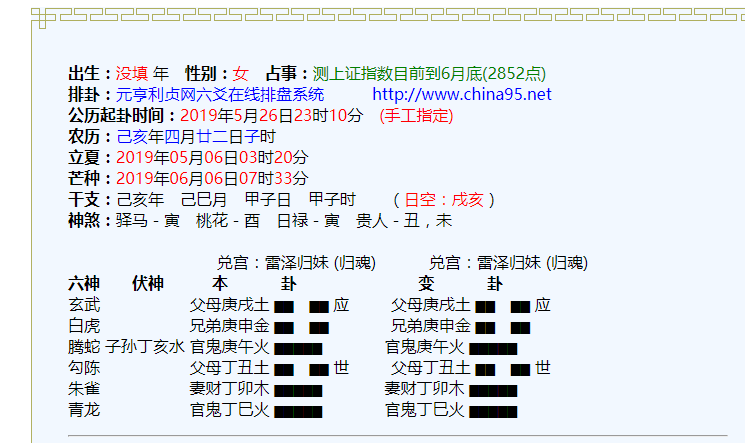 出生：没填 年 性别：女 占事：测上证指数目前到6月底(2852点)
排卦：元亨利贞网六爻在线排盘系统 http://www.china95.net
公历起卦时间：2019年5月26日23时10分 (手工指定)
农历：己亥年四月廿二日子时
立夏：2019年05月06日03时20分
芒种：2019年06月06日07时33分
干支：己亥年 己巳月 甲子日 甲子时 （日空：戌亥）
神煞：驿马－寅 桃花－酉 日禄－寅 贵人－丑，未
兑宫：雷泽归妹 (归魂) 兑宫：雷泽归妹 (归魂)
六神 伏神 本 卦 变 卦
玄武 父母庚戌土 应 父母庚戌土 应
白虎 兄弟庚申金 兄弟庚申金
腾蛇 子孙丁亥水 官鬼庚午火 官鬼庚午火
勾陈 父母丁丑土 世 父母丁丑土 世
朱雀 妻财丁卯木 妻财丁卯木
青龙 官鬼丁巳火 官鬼丁巳火